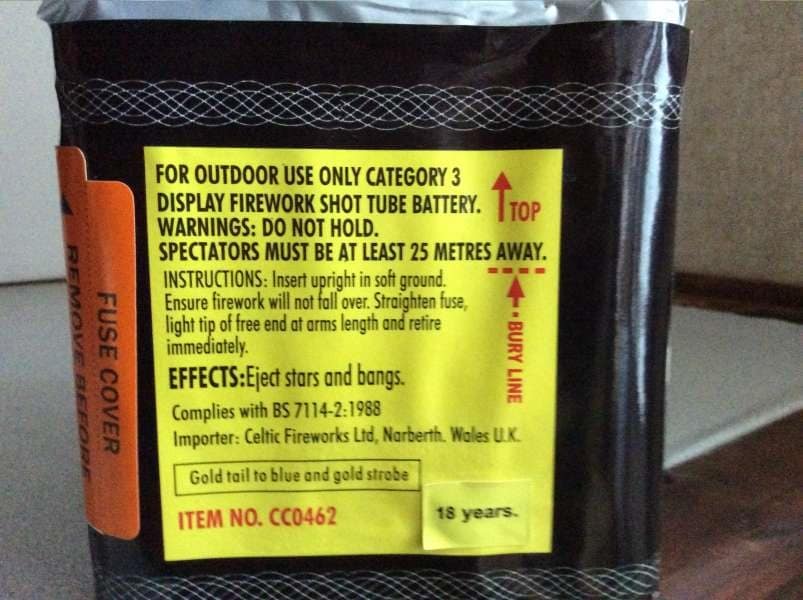 FOR OUTDOOR USE ONLY CATEGORY 3
DISPLAY FIREWORK SHOT TUBE BATTERY.
WARNINGS: DO NOT HOLD.
SPECTATORS MUST BE AT LEAST 25 METRES AWAY.
TOP
INSTRUCTIONS: Insert upright in soft ground.
Ensure firework will not fall over. Straighten fuse,
light tip of free end at arms length and retire
immediately.
BURY LINE
EFFECTS:Eject stars and bangs.
Complies with BS 7114-2:1988
Importer: Celtic Fireworks Ltd, Narberth. Wales U.K.
Gold tail to blue and gold strobe
ITEM NO. CC0462
18 years.
FUSE COVER
REMOVE BEFORE